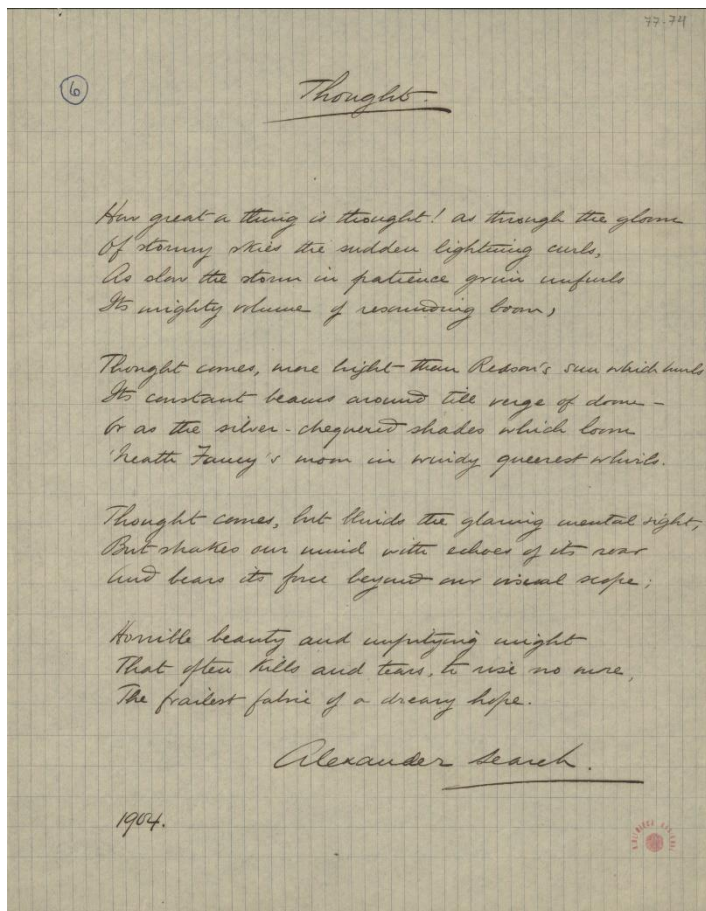 77-74
6
Thought.
How great a thing is thought! as through the gloom
Of stormy skies the sudden lightning curls,
As slow the storm in patience grim unfurls
Its mighty volume of resounding boom,
Thought comes, more bright than Reason's sun which hurls
Its constant beams around till verge of doom –
Or as the silver-chequered shades which loom
'Neath Fancy's moon in windy queerest whirls.
Thought comes, but blinds the glaring mental sight,
But shakes our mind with echoes of its roar
And bears its force beyond our visual scope;
Horrible beauty and unpitying might
That often kills and tears, to rise no more,
The frailest fabric of a dreary hope.
Alexander Search.
1904.